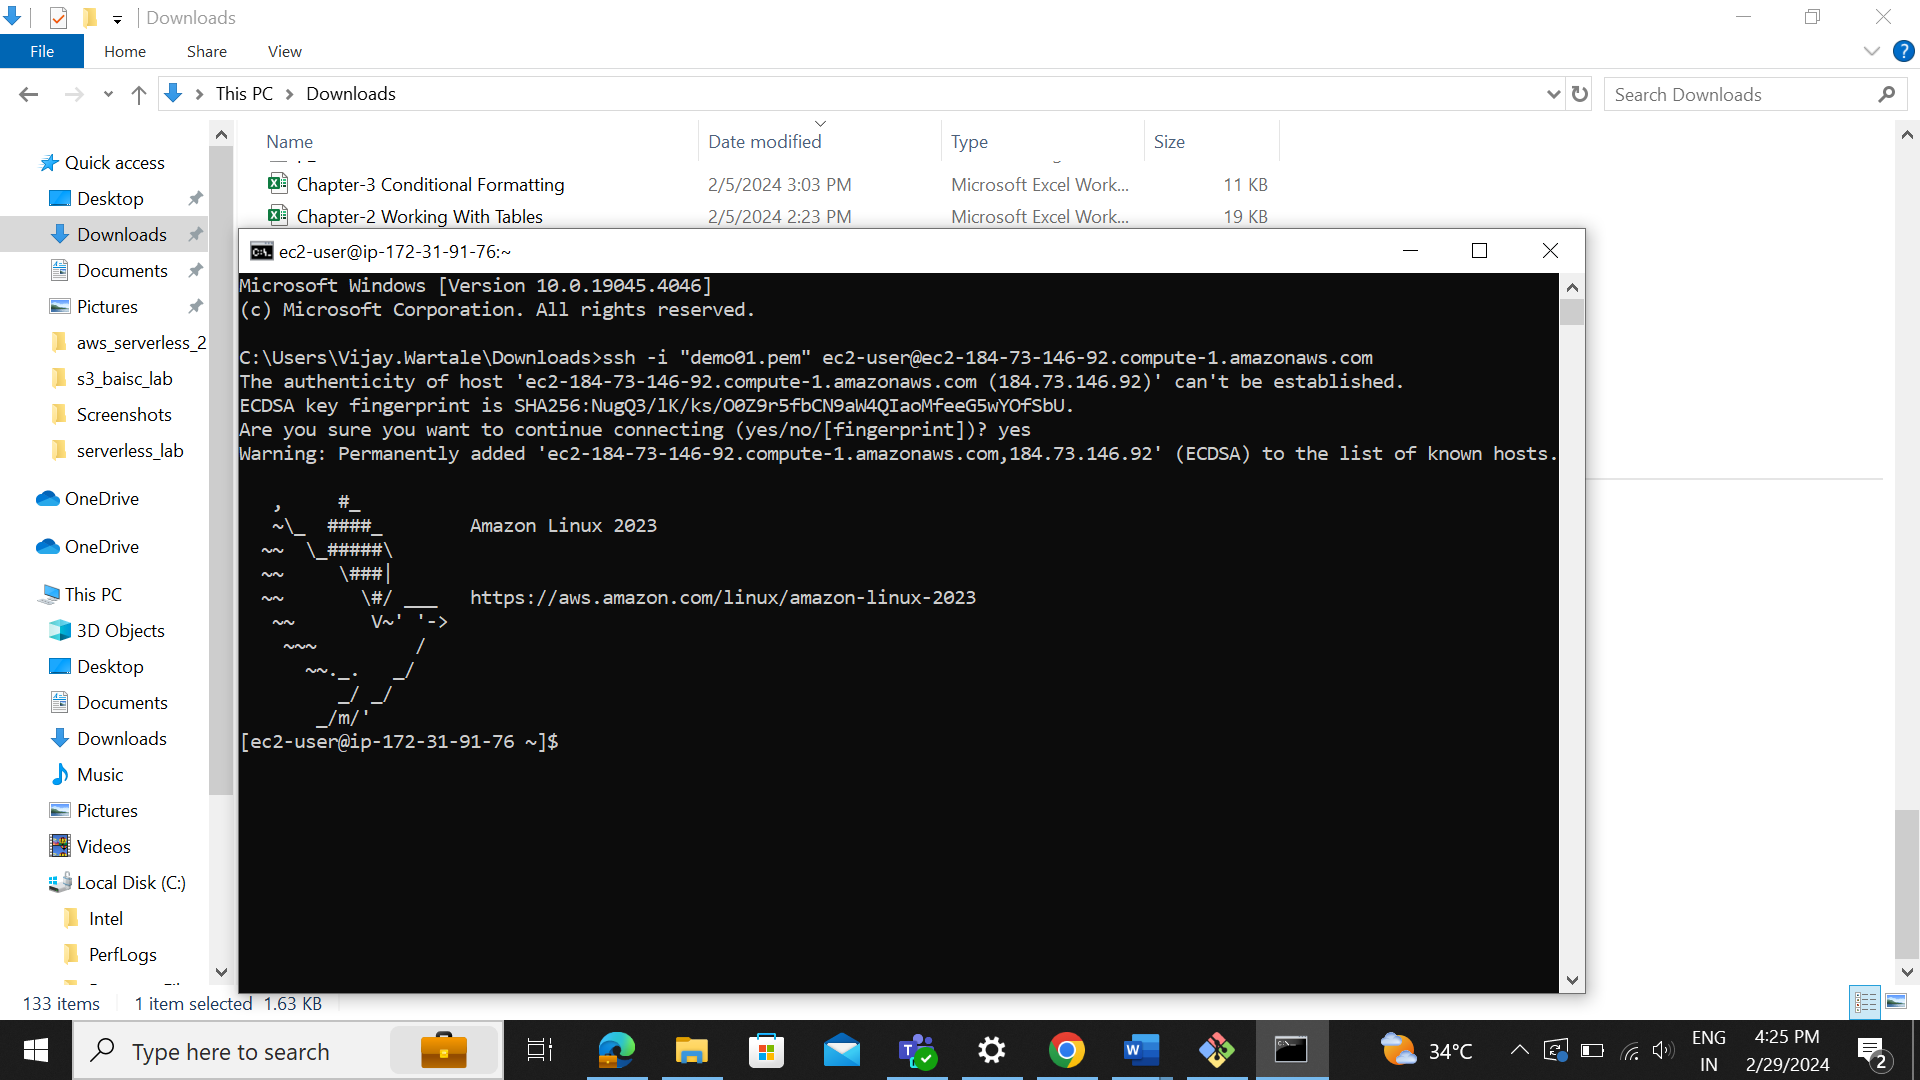 Downloads
File Home Share View
This PC Downloads
Search Downloads
Name Date modified Type Size
Chapter-3 Conditional Formatting 2/5/2024 3:03 PM Microsoft Excel Work... 11 KB
Chapter-2 Working With Tables 2/5/2024 2:23 PM Microsoft Excel Work... 19 KB
Quick access
Desktop
Downloads
Documents
Pictures
aws_serverless_2
s3_baisc_lab
Screenshots
serverless_lab
OneDrive
OneDrive
This PC
3D Objects
Desktop
Documents
Downloads
Music
Pictures
Videos
Local Disk (C:)
Intel
PerfLogs
ec2-user@ip-172-31-91-76:~
Microsoft Windows [Version 10.0.19045.4046]
(c) Microsoft Corporation. All rights reserved.
C:\Users\Vijay.Wartale\Downloads>ssh -i "demo01.pem" ec2-user@ec2-184-73-146-92.compute-1.amazonaws.com
The authenticity of host 'ec2-184-73-146-92.compute-1.amazonaws.com (184.73.146.92)' can't be established.
ECDSA key fingerprint is SHA256:NugQ3/lK/ks/O0Z9r5fbCN9aW4QIaoMfeeG5wYOfSbU.
Are you sure you want to continue connecting (yes/no/[fingerprint])? yes
Warning: Permanently added 'ec2-184-73-146-92.compute-1.amazonaws.com,184.73.146.92' (ECDSA) to the list of known hosts.
   ,     #_
   ~\_  ####_        Amazon Linux 2023
  ~~  \_#####\
  ~~     \###|
  ~~       \#/ ___   https://aws.amazon.com/linux/amazon-linux-2023
   ~~       V~' '->
    ~~~         /
      ~~._.   _/
         _/ _/
       _/m/'
[ec2-user@ip-172-31-91-76 ~]$
133 items 1 item selected 1.63 KB
Type here to search
34°C
ENG
IN
4:25 PM
2/29/2024
2